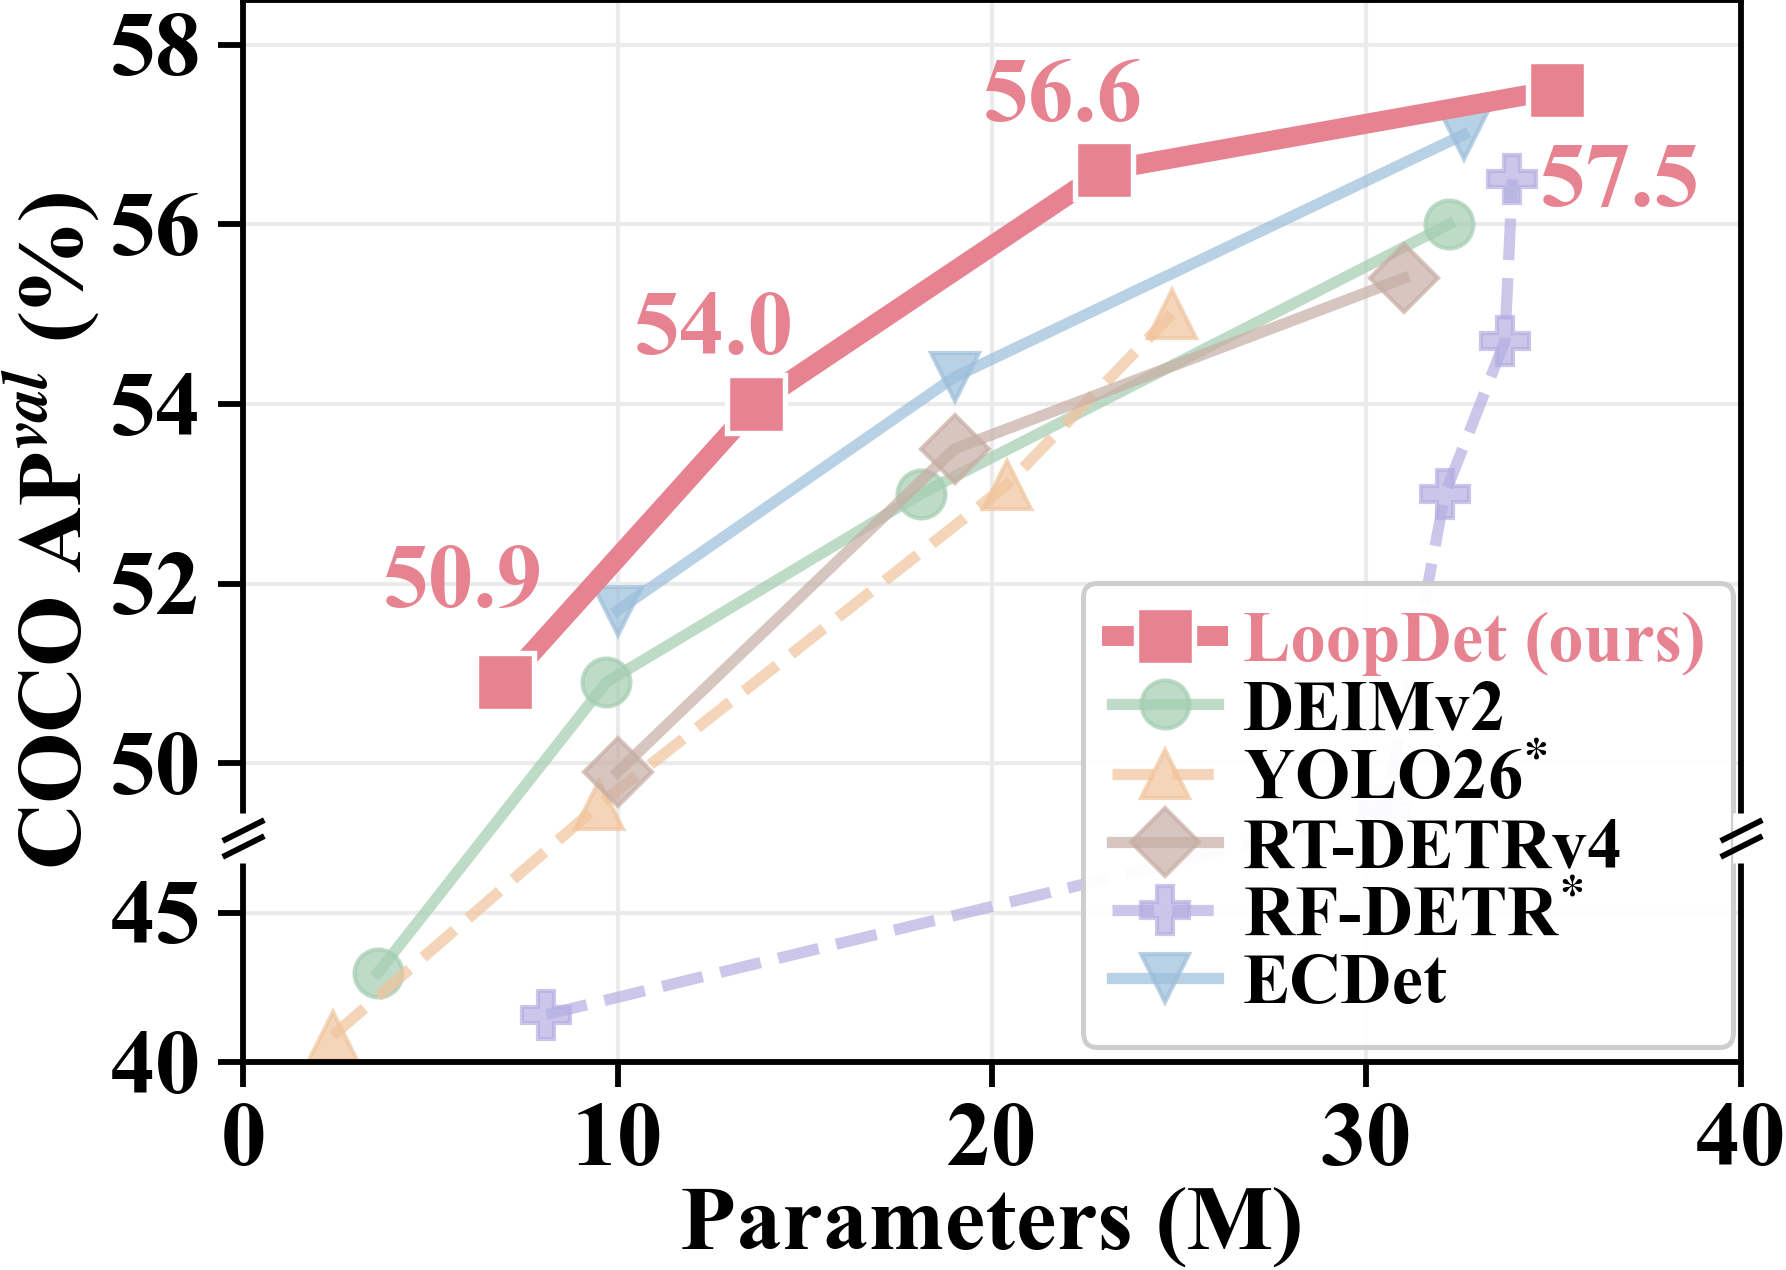 COCO AP^val (%)
58
56
54
52
50
45
40
56.6
57.5
54.0
50.9
LoopDet (ours)
DEIMv2
YOLO26*
RT-DETRv4
RF-DETR*
ECDet
0 10 20 30 40
Parameters (M)